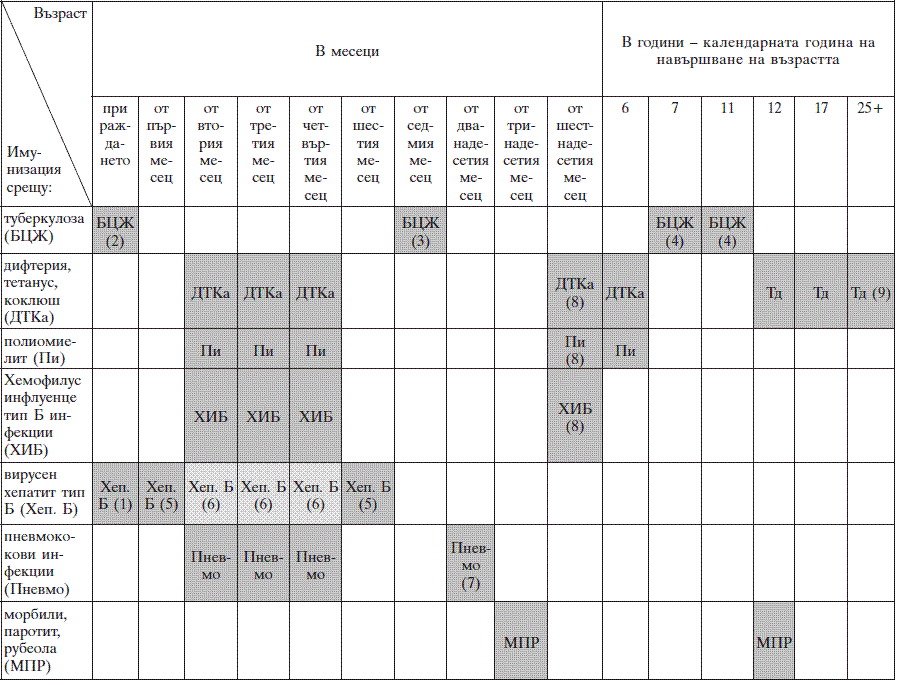 Възраст
В месеци
В години – календарната година на
навършване на възрастта
Иму-
низация
срещу:
при
раж-
да-
нето
от
пър-
вия
ме-
сец
от
вто-
рия
ме-
сец
от
тре-
тия
ме-
сец
от
чет-
вър-
тия
ме-
сец
от
шес-
тия
ме-
сец
от
сед-
мия
ме-
сец
от
два-
наде-
сетия
ме-
сец
от
три-
наде-
сетия
ме-
сец
от
шест-
наде-
сетия
ме-
сец
6
7
11
12
17
25+
туберкулоза
(БЦЖ)
БЦЖ
(2)
БЦЖ
(3)
БЦЖ
(4)
БЦЖ
(4)
дифтерия,
тетанус,
коклюш
(ДТКа)
ДТКа
ДТКа
ДТКа
ДТКа
(8)
ДТКа
Тд
Тд
Тд (9)
полиомие-
лит (Пи)
Пи
Пи
Пи
Пи
(8)
Пи
Хемофилус
инфлуенце
тип Б ин-
фекции
(ХИБ)
ХИБ
ХИБ
ХИБ
ХИБ
(8)
вирусен
хепатит тип
Б (Хеп. Б)
Хеп.
Б (1)
Хеп.
Б (5)
Хеп. Б
(6)
Хеп. Б
(6)
Хеп. Б
(6)
Хеп. Б
(5)
пневмоко-
кови ин-
фекции
(Пневмо)
Пнев-
мо
Пнев-
мо
Пнев-
мо
Пнев-
мо
(7)
морбили,
паротит,
рубеола
(МПР)
МПР
МПР